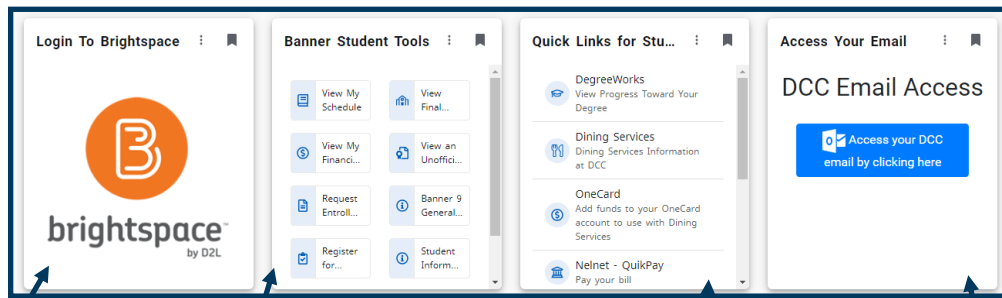 Login To Brightspace
brightspace™
by D2L
Banner Student Tools
View My
Schedule
View
Final...
View My
Financi...
View an
Unoffici...
Request
Enroll...
Banner 9
General...
Register
for...
Student
Inform...
Quick Links for Stu...
DegreeWorks
View Progress Toward Your
Degree
Dining Services
Dining Services Information
at DCC
OneCard
Add funds to your OneCard
account to use with Dining
Services
Nelnet - QuikPay
Pay your bill
Access Your Email
DCC Email Access
Access your DCC
email by clicking here